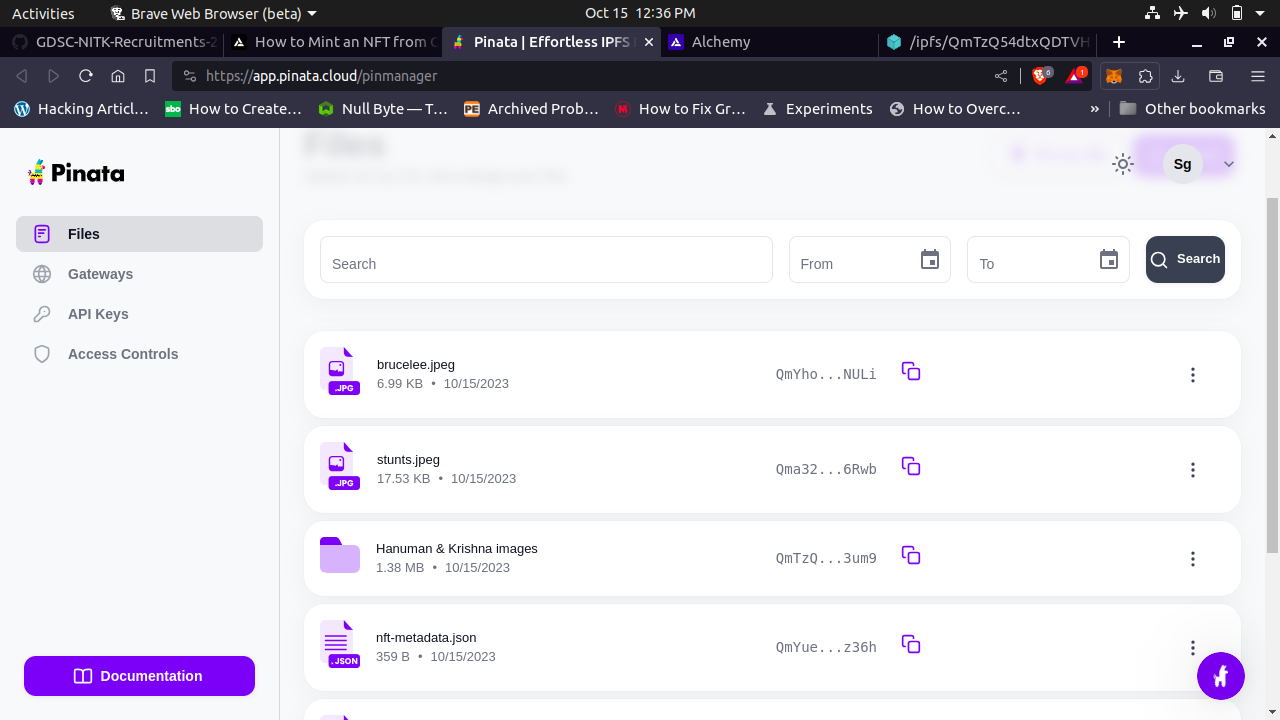 Activities Brave Web Browser (beta) Oct 15 12:36 PM
GDSC-NITK-Recruitments-2 How to Mint an NFT from C Pinata | Effortless IPFS Alchemy /ipfs/QmTzQ54dtxQDTVH
https://app.pinata.cloud/pinmanager 6 1
Hacking Articl… How to Create… Null Byte — T… Archived Prob… How to Fix Gr… Experiments How to Overc… » Other bookmarks
Pinata
Files
Gateways
API Keys
Access Controls
Documentation
Files
Sg
Search From To Search
brucelee.jpeg
6.99 KB • 10/15/2023
QmYho...NULi
.JPG
stunts.jpeg
17.53 KB • 10/15/2023
Qma32...6Rwb
.JPG
Hanuman & Krishna images
1.38 MB • 10/15/2023
QmTzQ...3um9
nft-metadata.json
359 B • 10/15/2023
QmYue...z36h
.JSON